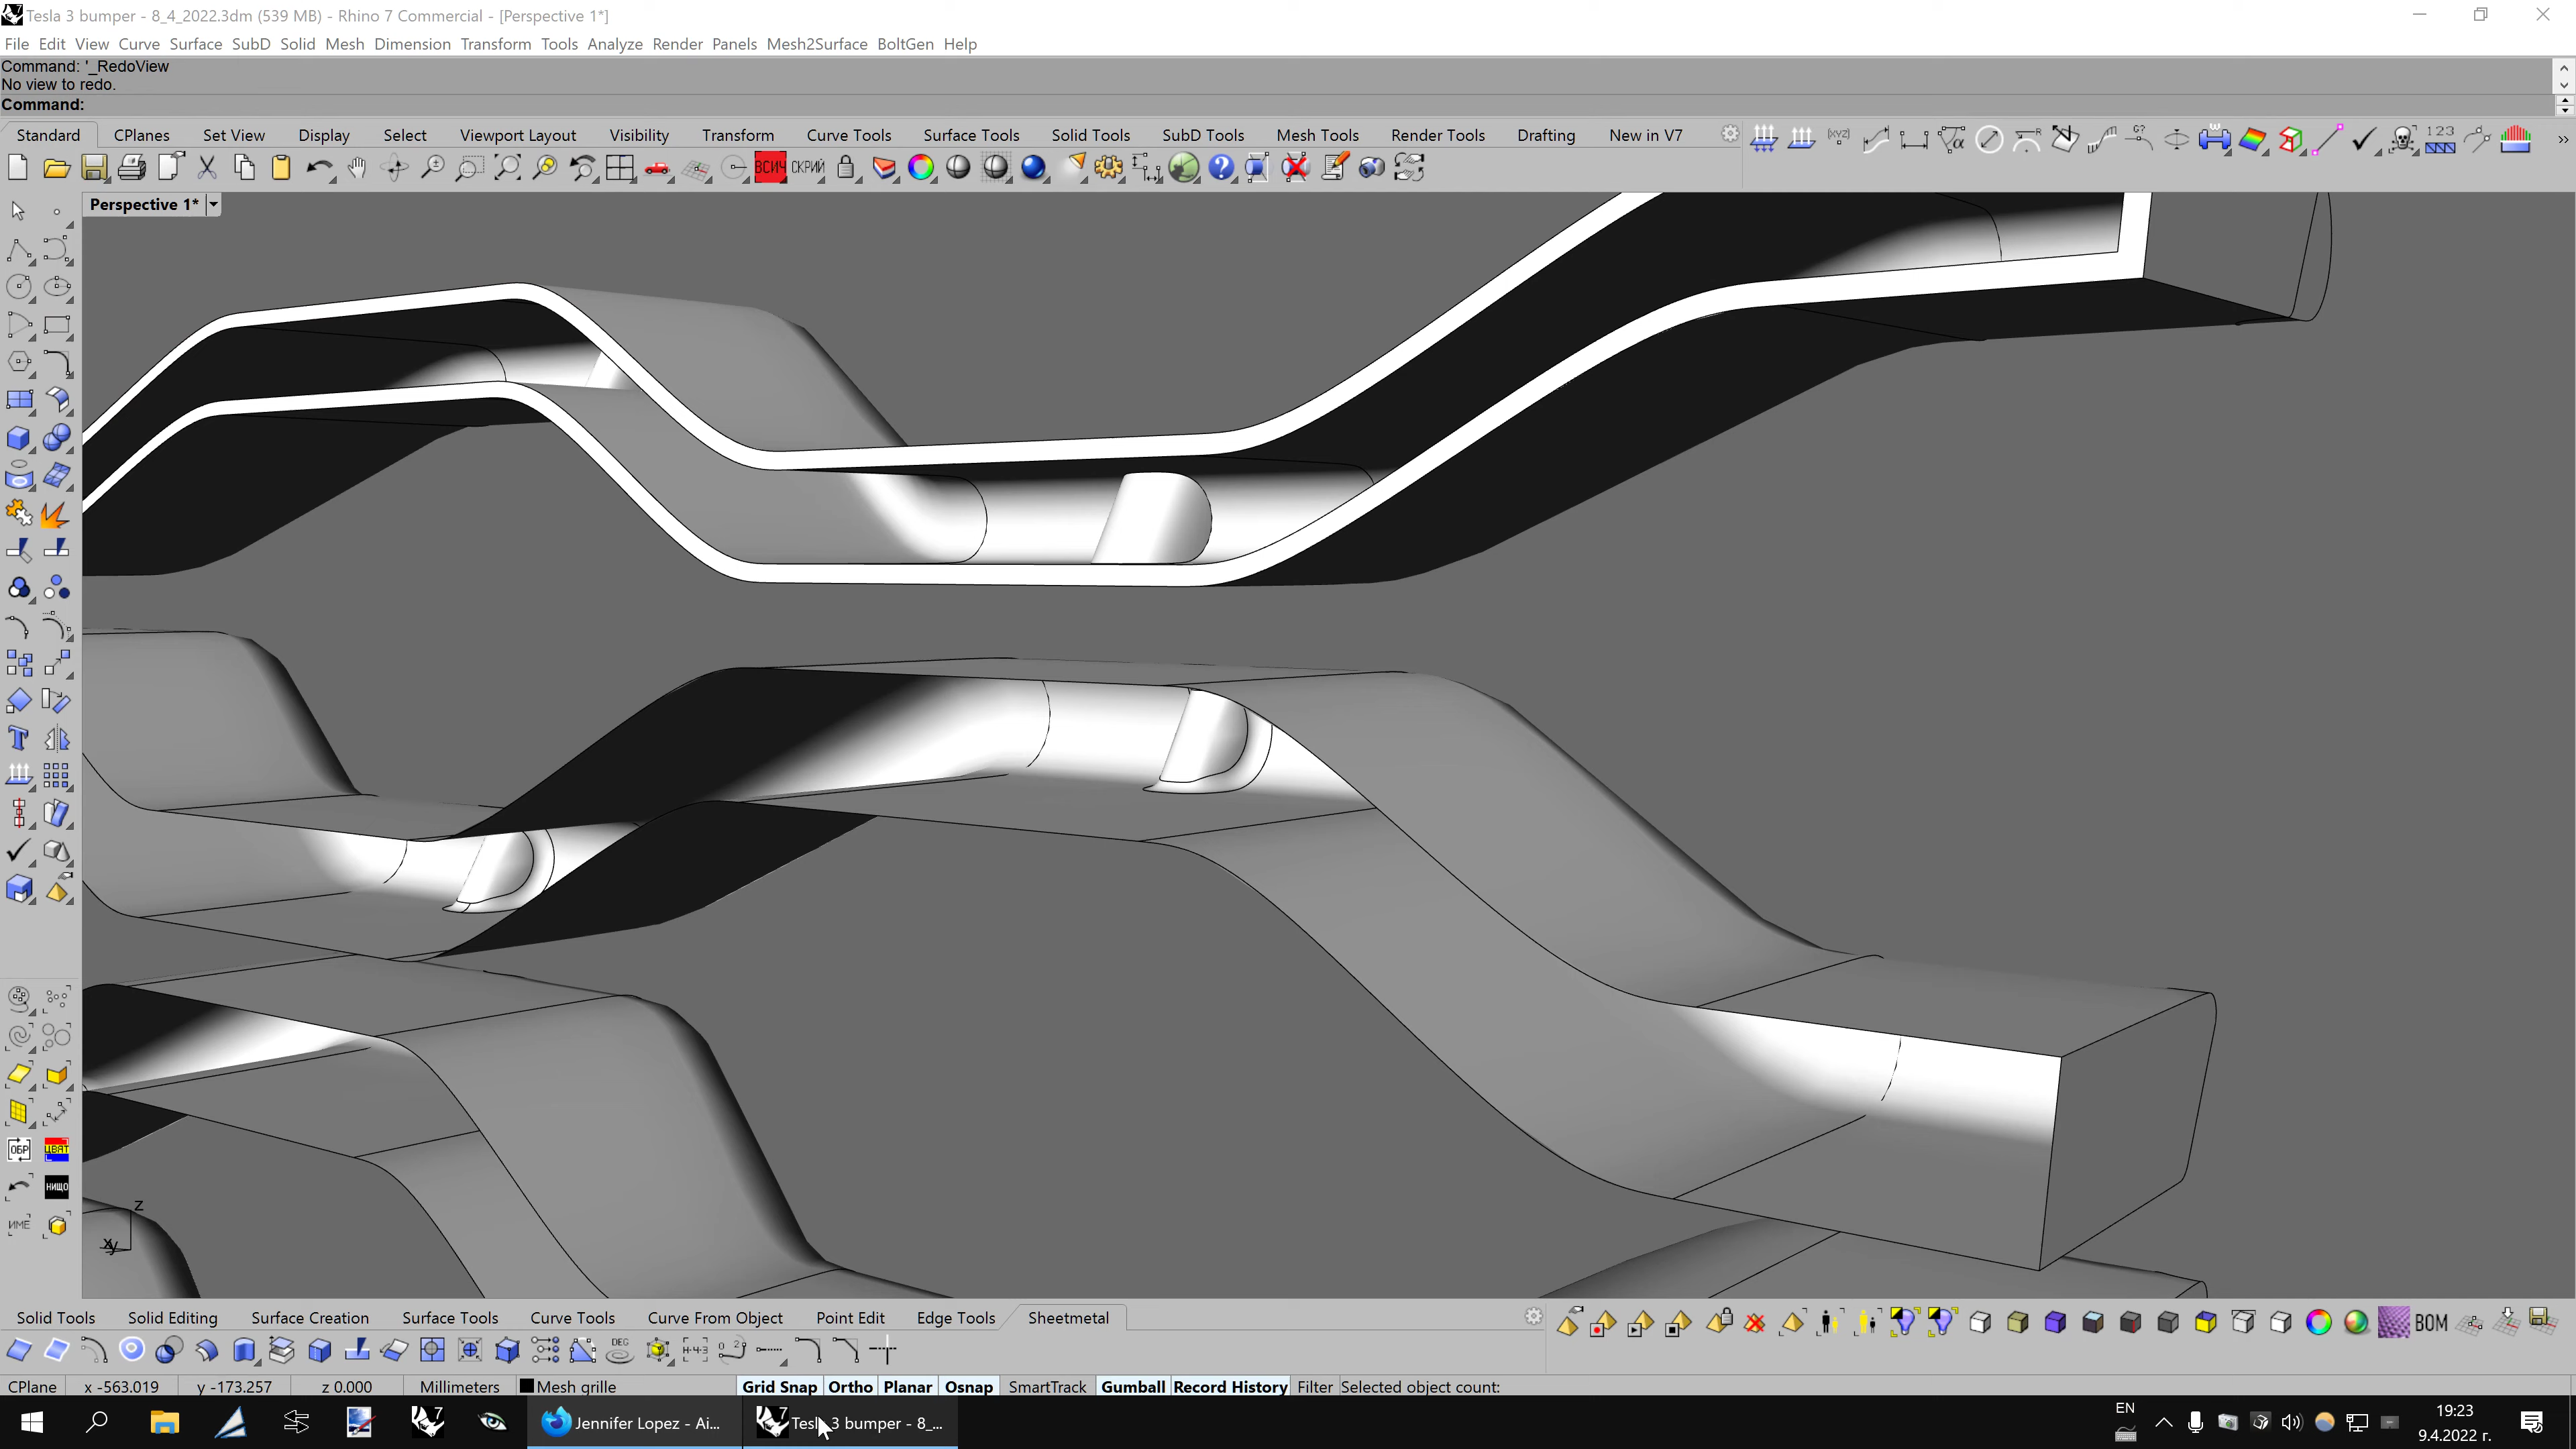 Tesla 3 bumper - 8_4_2022.3dm (539 MB) - Rhino 7 Commercial - [Perspective 1*]
File Edit View Curve Surface SubD Solid Mesh Dimension Transform Tools Analyze Render Panels Mesh2Surface BoltGen Help
Command: '_RedoView
No view to redo.
Command:
Standard CPlanes Set View Display Select Viewport Layout Visibility Transform Curve Tools Surface Tools Solid Tools SubD Tools Mesh Tools Render Tools Drafting New in V7
ВСИЧ СКРИЙ
Perspective 1*
ОБР ЦВЯТ
НИЩО
ИМЕ
z
x y
Solid Tools Solid Editing Surface Creation Surface Tools Curve Tools Curve From Object Point Edit Edge Tools Sheetmetal
BOM
DEG
CPlane x -563.019 y -173.257 z 0.000 Millimeters Mesh grille Grid Snap Ortho Planar Osnap SmartTrack Gumball Record History Filter Selected object count:
Jennifer Lopez - Ai... Tesla 3 bumper - 8_...
EN
19:23
9.4.2022 г.